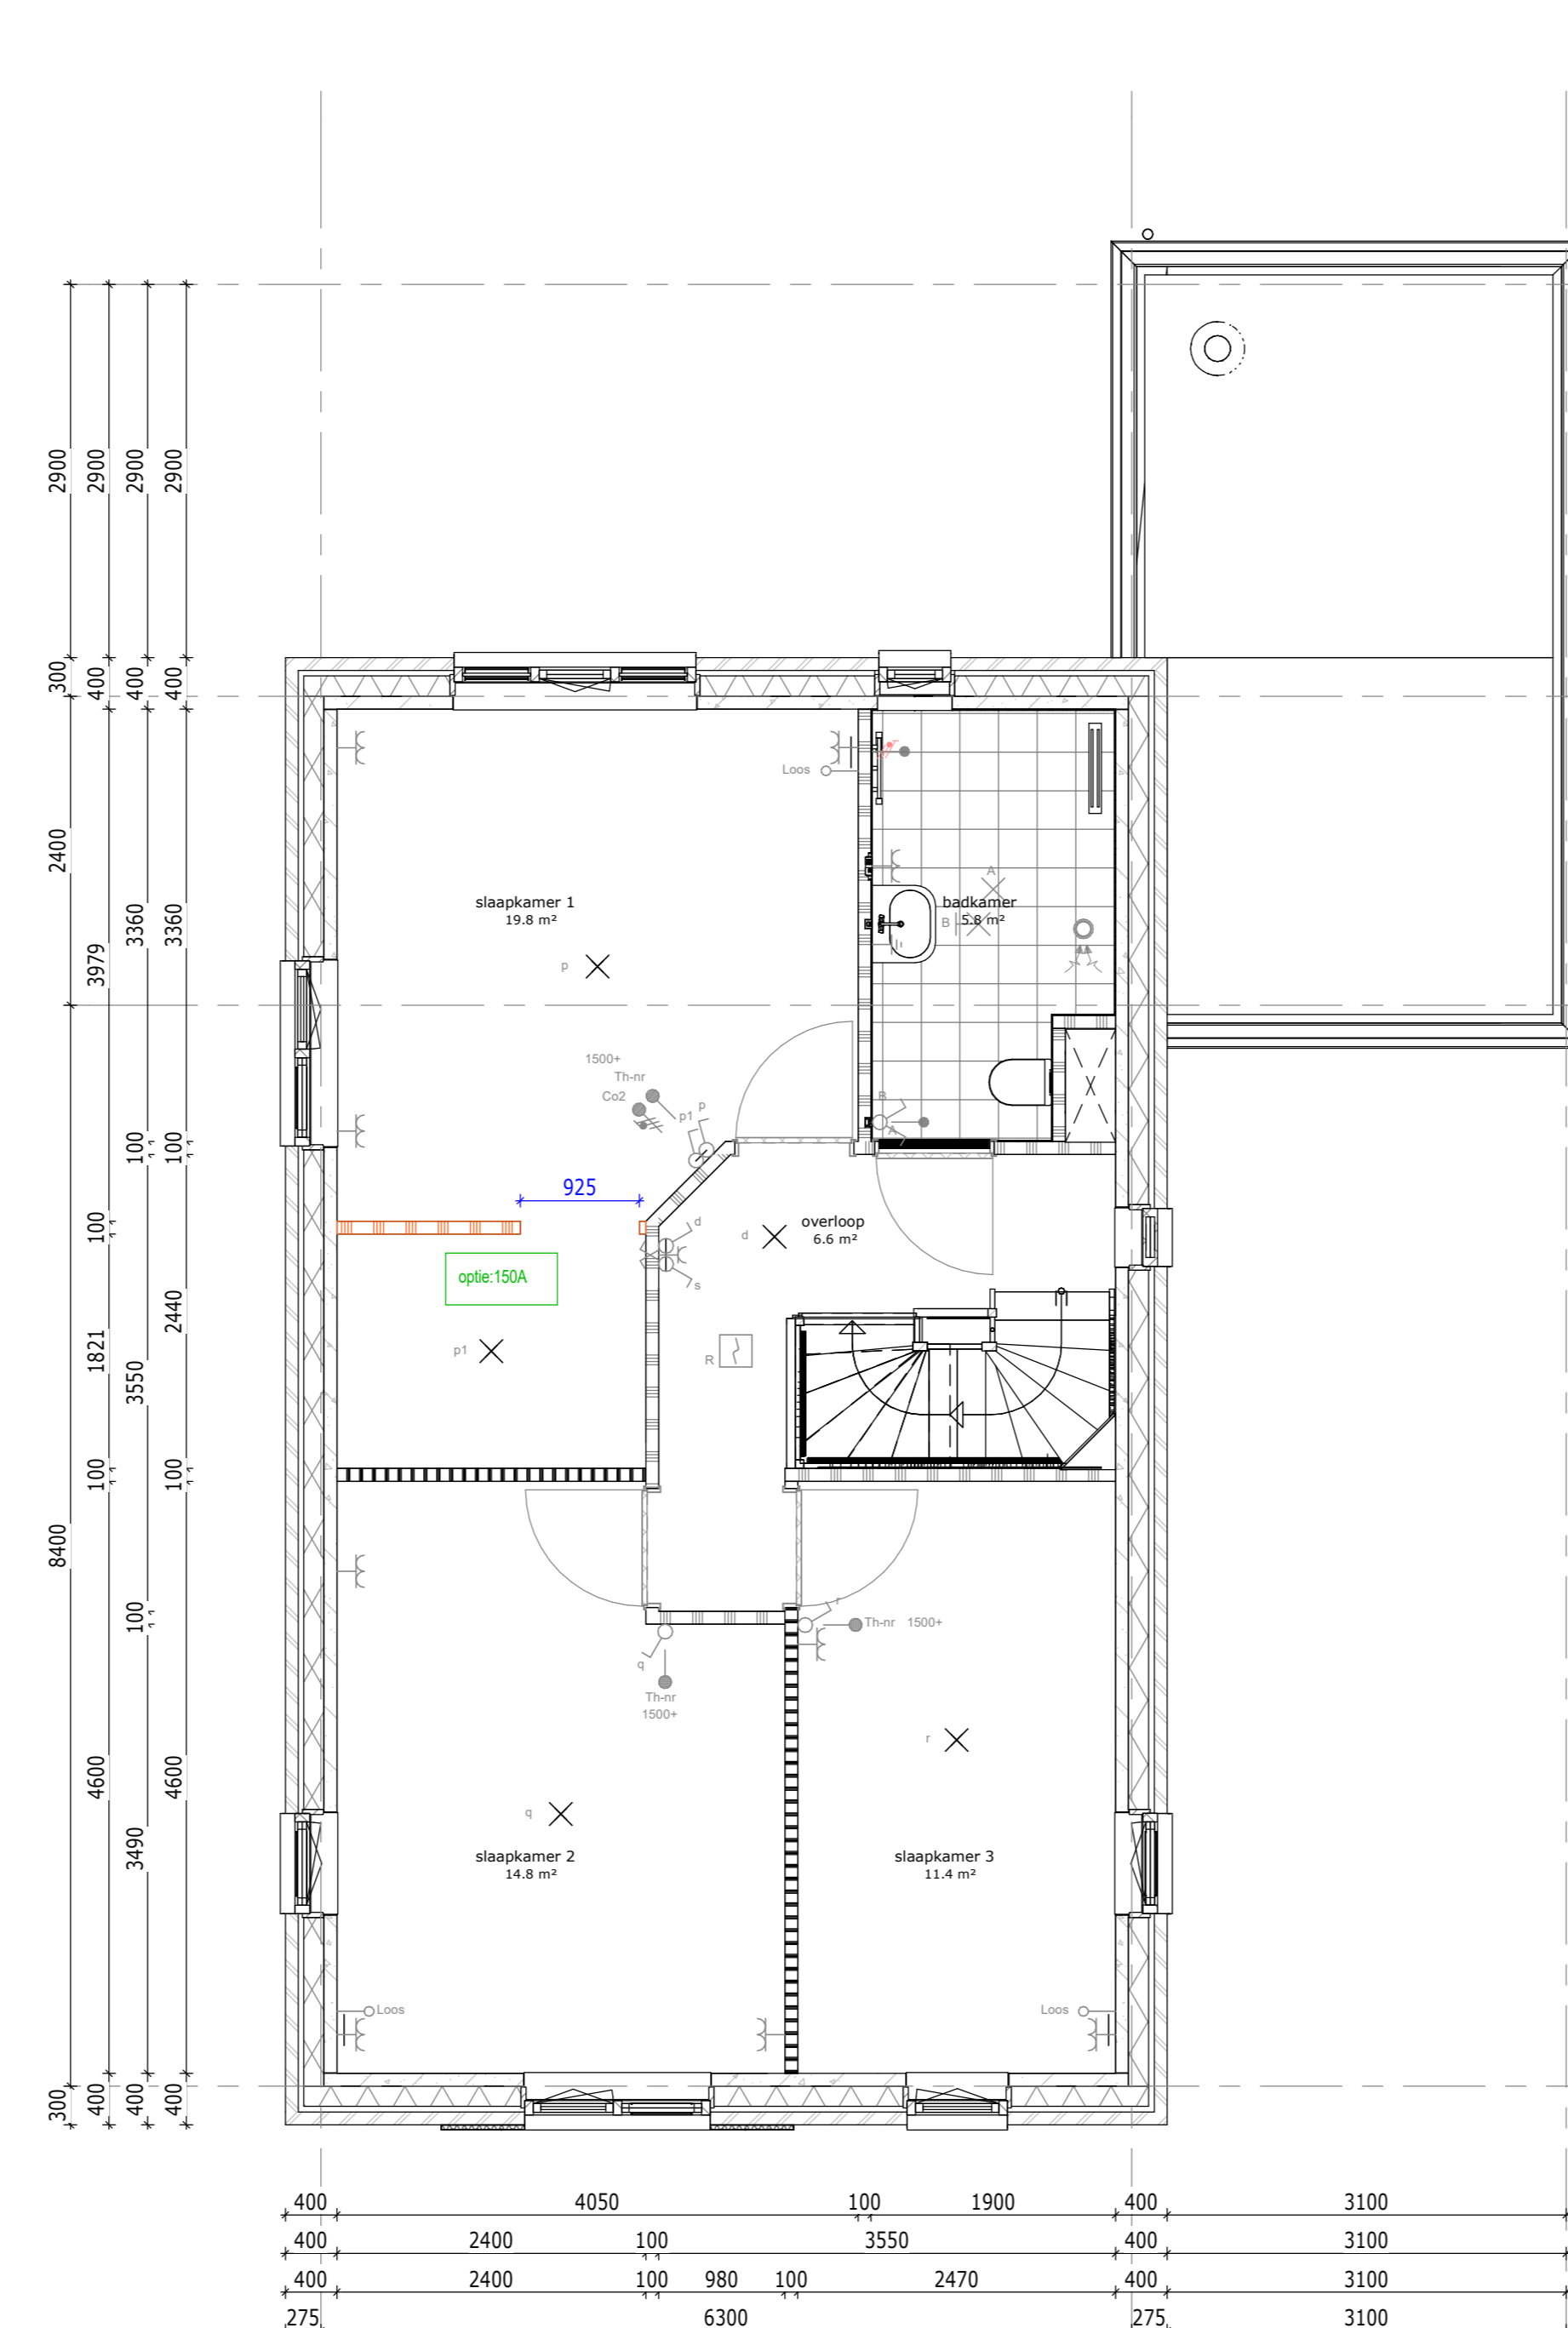 2900
2900
2900
2900
300
400
400
400
2400
3979
3360
3360
100
100
100
1821
3550
2440
100
100
8400
100
4600
3490
4600
300
400
400
400
Loos
slaapkamer 1
19.8 m²
p
A
badkamer
B 5.8 m²
1500+
Th-nr
Co2
p1 p
B
A
925
d
overloop
6.6 m²
d
s
optie:150A
p1
R
r
Th-nr 1500+
q
Th-nr
1500+
r
q
slaapkamer 2
14.8 m²
slaapkamer 3
11.4 m²
Loos
Loos
400 4050 100 1900 400 3100
400 2400 100 3550 400 3100
400 2400 100 980 100 2470 400 3100
275 6300 275 3100